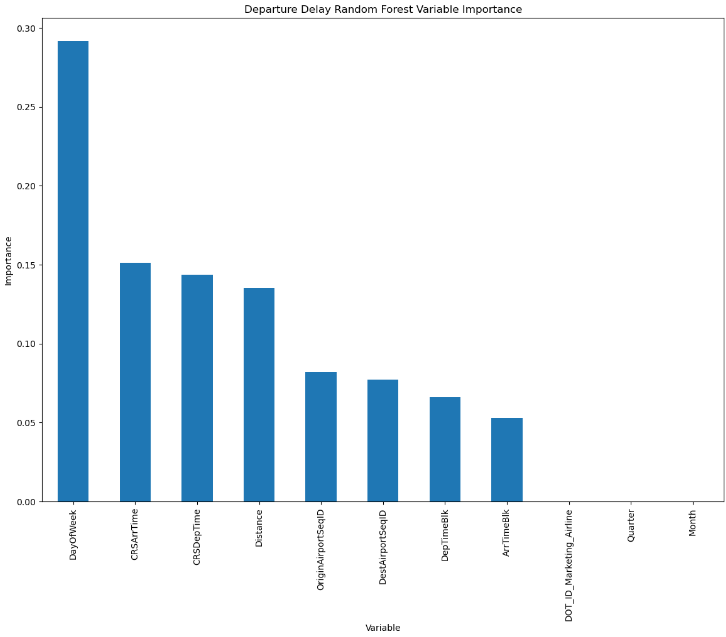 Departure Delay Random Forest Variable Importance
0.30
0.25
0.20
0.15
0.10
0.05
0.00
Importance
DayOfWeek
CRSArrTime
CRSDepTime
Distance
OriginAirportSeqID
DestAirportSeqID
DepTimeBlk
ArrTimeBlk
DOT_ID_Marketing_Airline
Quarter
Month
Variable